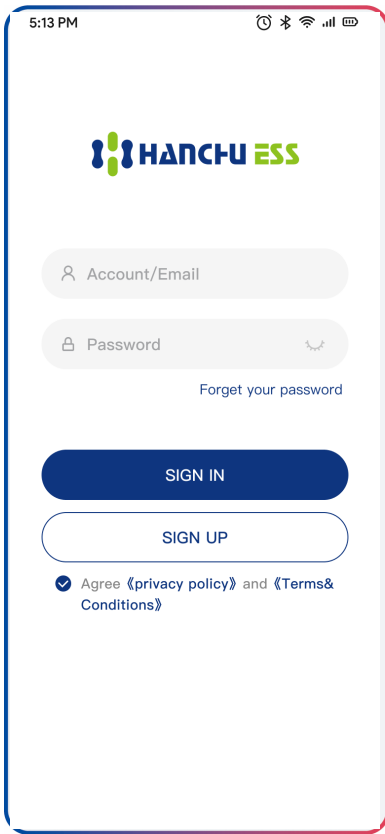 5:13 PM
HANCHU ESS
Account/Email
Password
Forget your password
SIGN IN
SIGN UP
Agree《privacy policy》and《Terms&
Conditions》